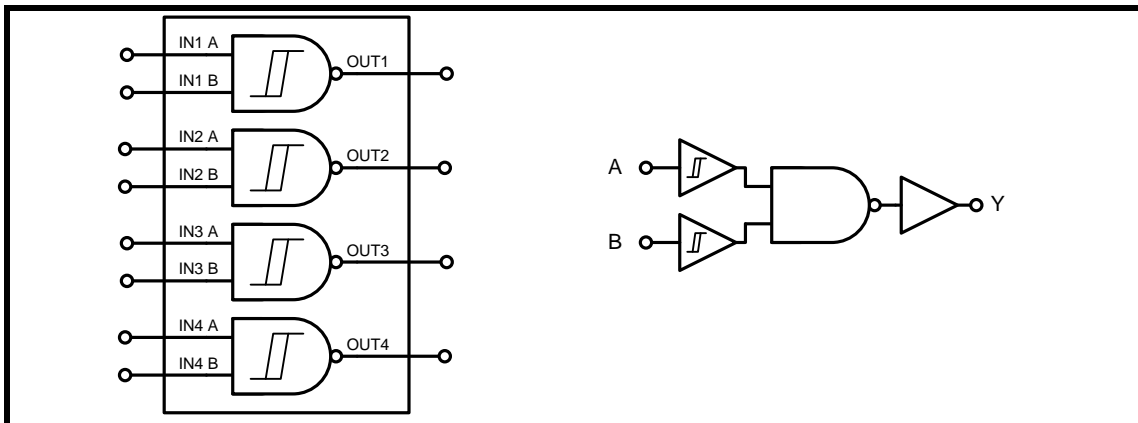 IN1 A
IN1 B
OUT1
IN2 A
IN2 B
OUT2
IN3 A
IN3 B
OUT3
IN4 A
IN4 B
OUT4
A
B
Y